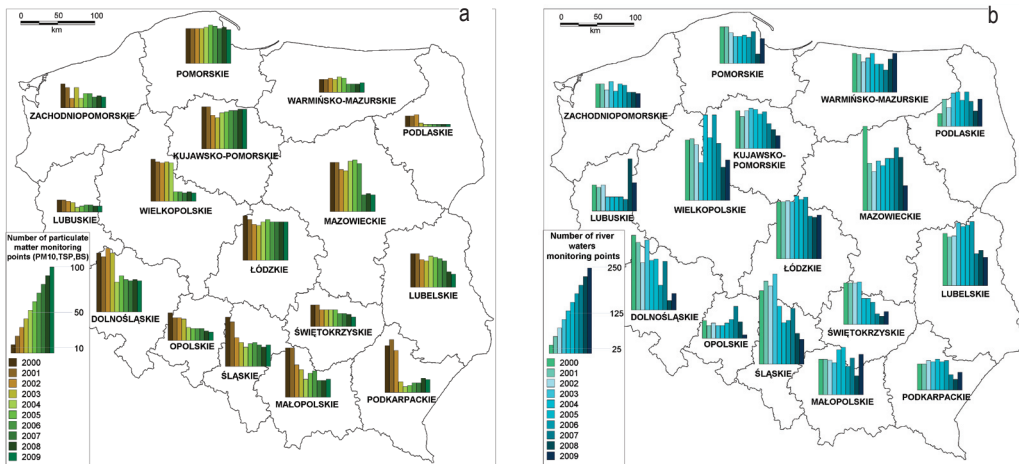 0 50 100
km
a
POMORSKIE
WARMIŃSKO-MAZURSKIE
ZACHODNIOPOMORSKIE
PODLASKIE
KUJAWSKO-POMORSKIE
WIELKOPOLSKIE
LUBUSKIE
MAZOWIECKIE
Number of particulate
matter monitoring
points (PM10,TSP,BS)
100
50
10
ŁÓDZKIE
LUBELSKIE
DOLNOŚLĄSKIE
OPOLSKIE
ŚWIĘTOKRZYSKIE
ŚLĄSKIE
MAŁOPOLSKIE
PODKARPACKIE
2000
2001
2002
2003
2004
2005
2006
2007
2008
2009
0 50 100
km
b
POMORSKIE
WARMIŃSKO-MAZURSKIE
ZACHODNIOPOMORSKIE
PODLASKIE
KUJAWSKO-
POMORSKIE
WIELKOPOLSKIE
LUBUSKIE
MAZOWIECKIE
Number of river
waters
monitoring points
250
125
25
ŁÓDZKIE
LUBELSKIE
DOLNOŚLĄSKIE
OPOLSKIE
ŚWIĘTOKRZYSKIE
ŚLĄSKIE
MAŁOPOLSKIE
PODKARPACKIE
2000
2001
2002
2003
2004
2005
2006
2007
2008
2009